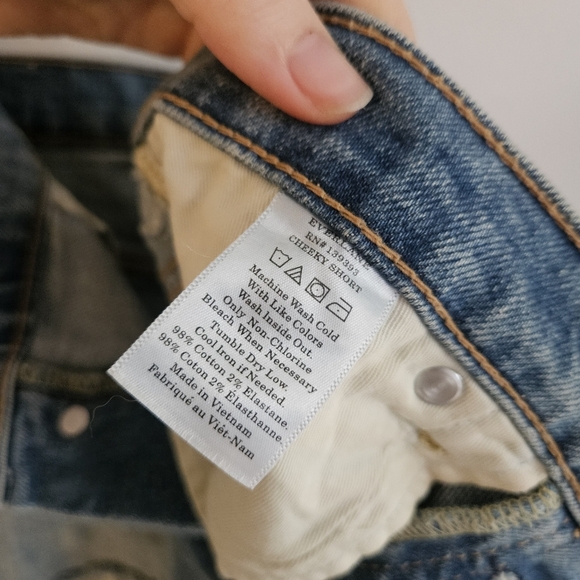 EVERLANE
RN# 139393
CHEEKY SHORT
Machine Wash Cold
With Like Colors
Wash Inside Out.
Only Non-Chlorine
Bleach When Necessary
Tumble Dry Low.
Cool Iron if Needed.
98% Cotton 2% Elastane.
98% Coton 2% Élasthanne.
Made in Vietnam
Fabriqué au Viêt-Nam